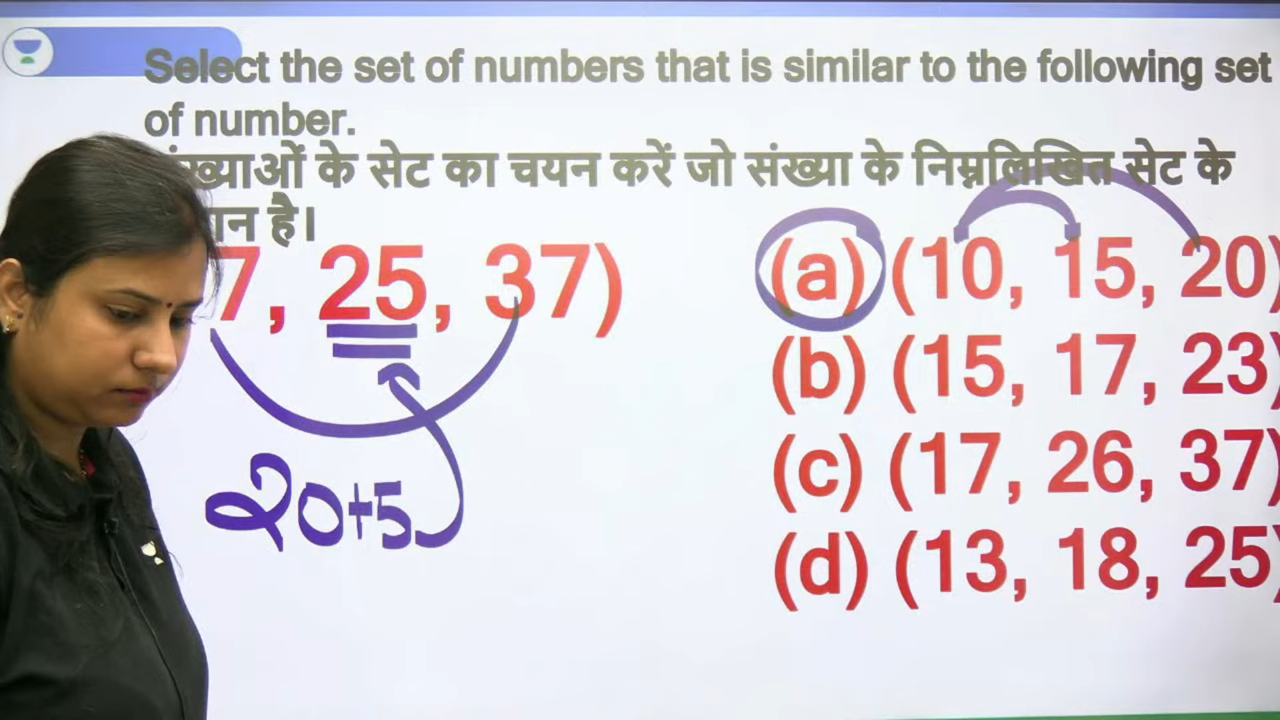 Select the set of numbers that is similar to the following set
of number.
के सेट का चयन करें जो संख्या के निम्नलिखित सेट के
है।
7, 25, 37)
20+5
(a) (10, 15, 20)
(b) (15, 17, 23)
(c) (17, 26, 37)
(d) (13, 18, 25)